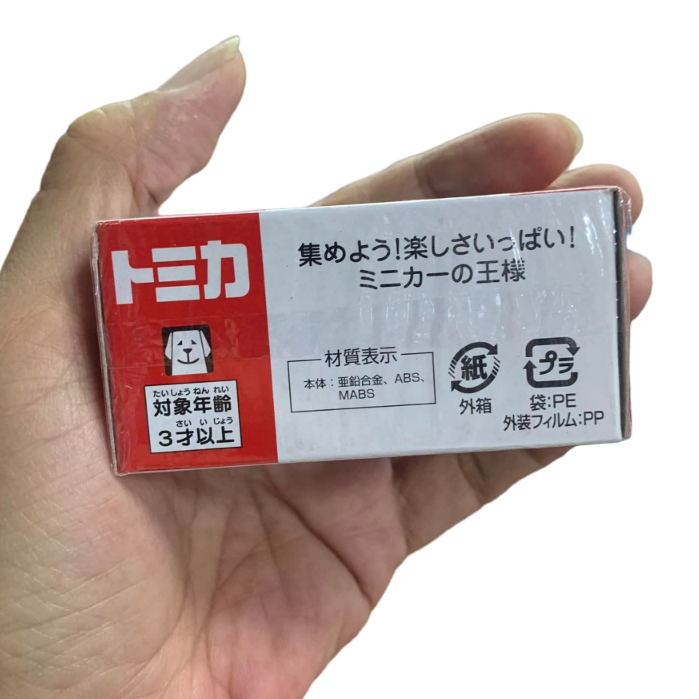 トミカ
たいしょうねんれい
対象年齢
さいいじょう
3才以上
集めよう!楽しさいっぱい!
ミニカーの王様
材質表示
本体:亜鉛合金、ABS、
MABS
紙
外箱
プラ
袋:PE
外装フィルム:PP